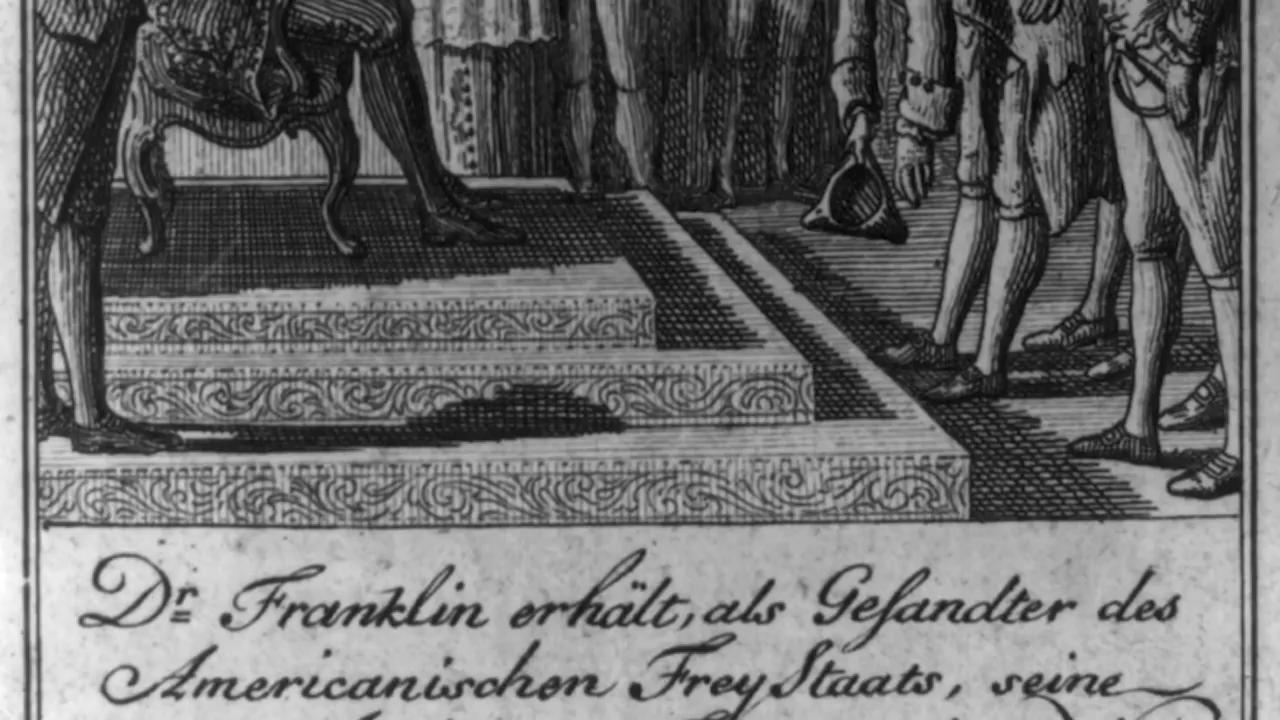 Dr Franklin erhält, als Gesandter des
Americanischen Frey Staats, seine